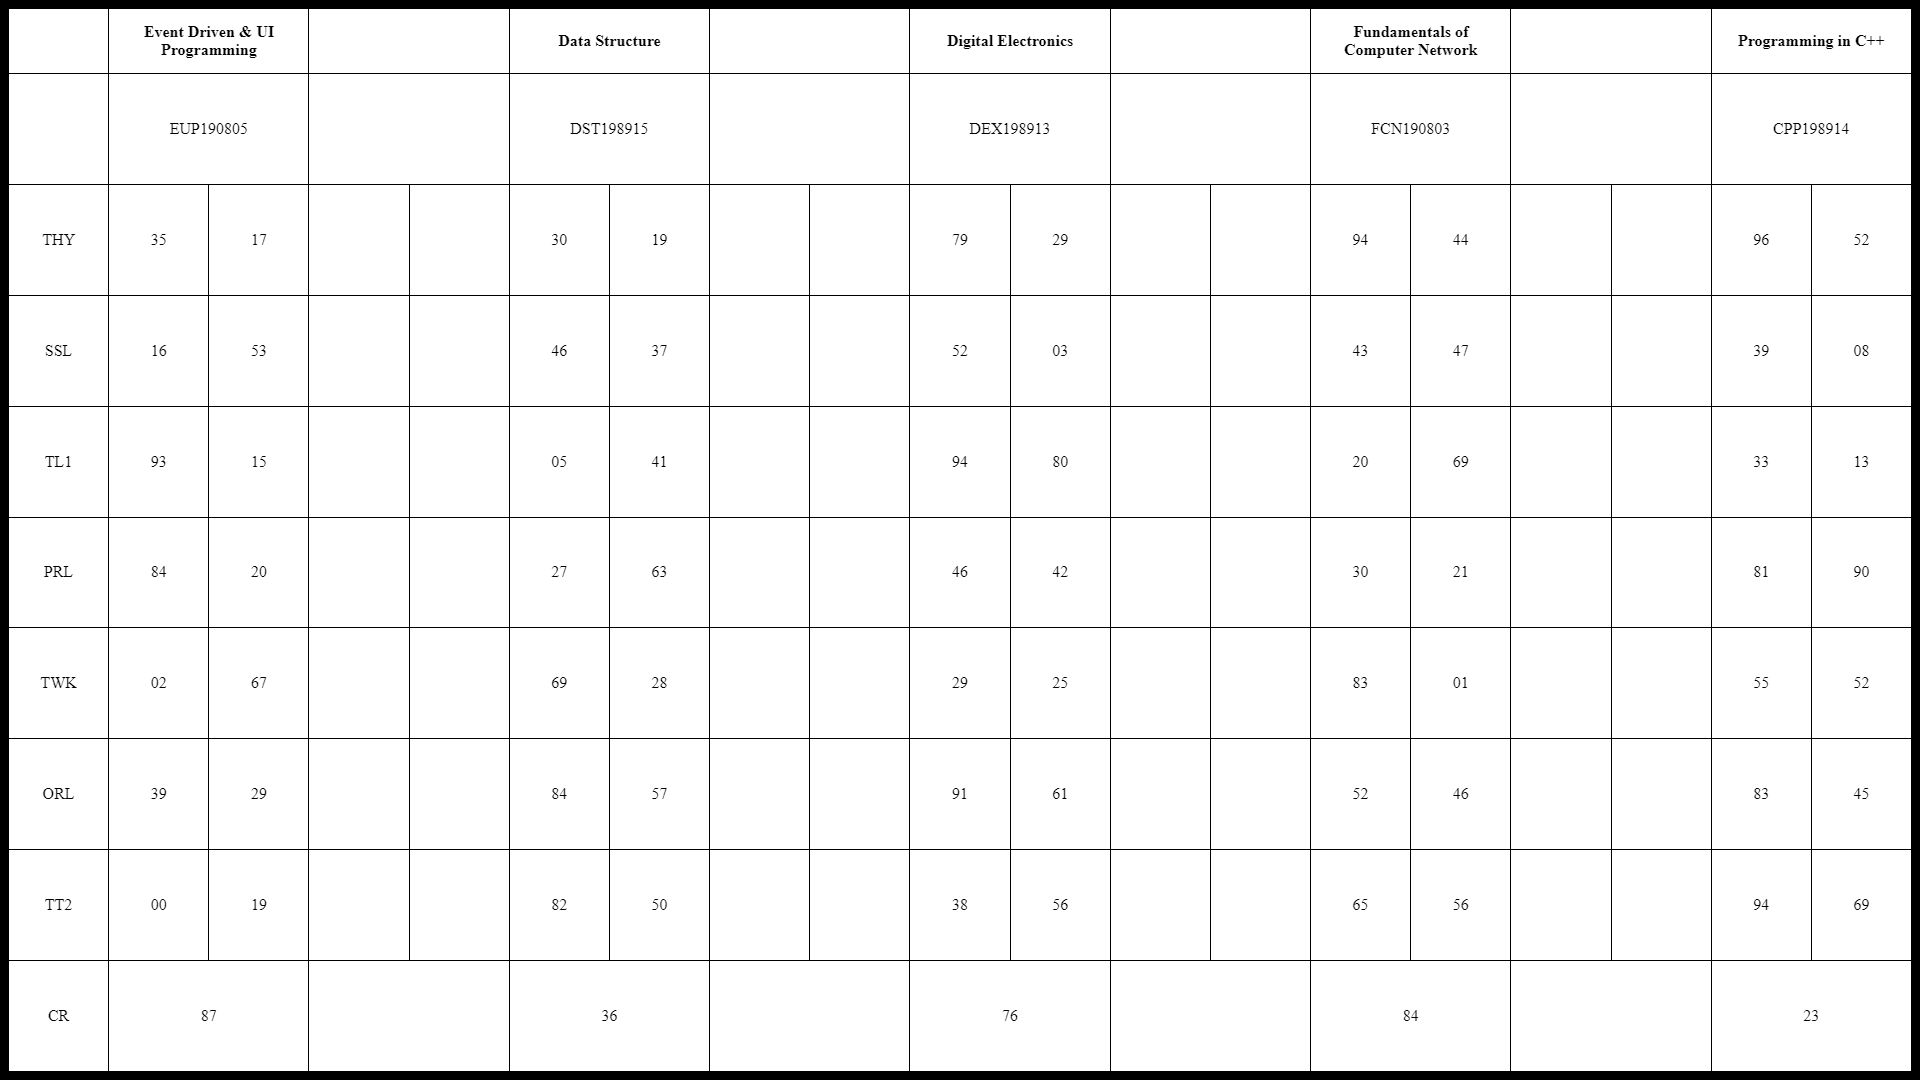 Event Driven & UI
Programming
Data Structure
Digital Electronics
Fundamentals of
Computer Network
Programming in C++
EUP190805 DST198915 DEX198913 FCN190803 CPP198914
THY 35 17 30 19 79 29 94 44 96 52
SSL 16 53 46 37 52 03 43 47 39 08
TL1 93 15 05 41 94 80 20 69 33 13
PRL 84 20 27 63 46 42 30 21 81 90
TWK 02 67 69 28 29 25 83 01 55 52
ORL 39 29 84 57 91 61 52 46 83 45
TT2 00 19 82 50 38 56 65 56 94 69
CR 87 36 76 84 23